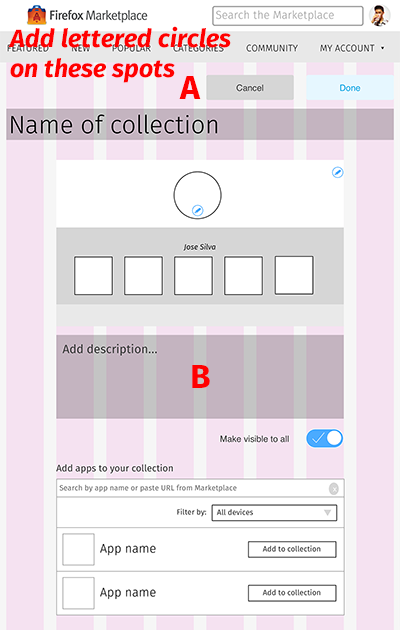 Firefox Marketplace
Search the Marketplace
Add lettered circles
on these spots
FEATURED NEW POPULAR CATEGORIES COMMUNITY MY ACCOUNT
A
Cancel
Done
Name of collection
Jose Silva
Add description...
B
Make visible to all
Add apps to your collection
Search by app name or paste URL from Marketplace
Filter by: All devices
App name Add to collection
App name Add to collection